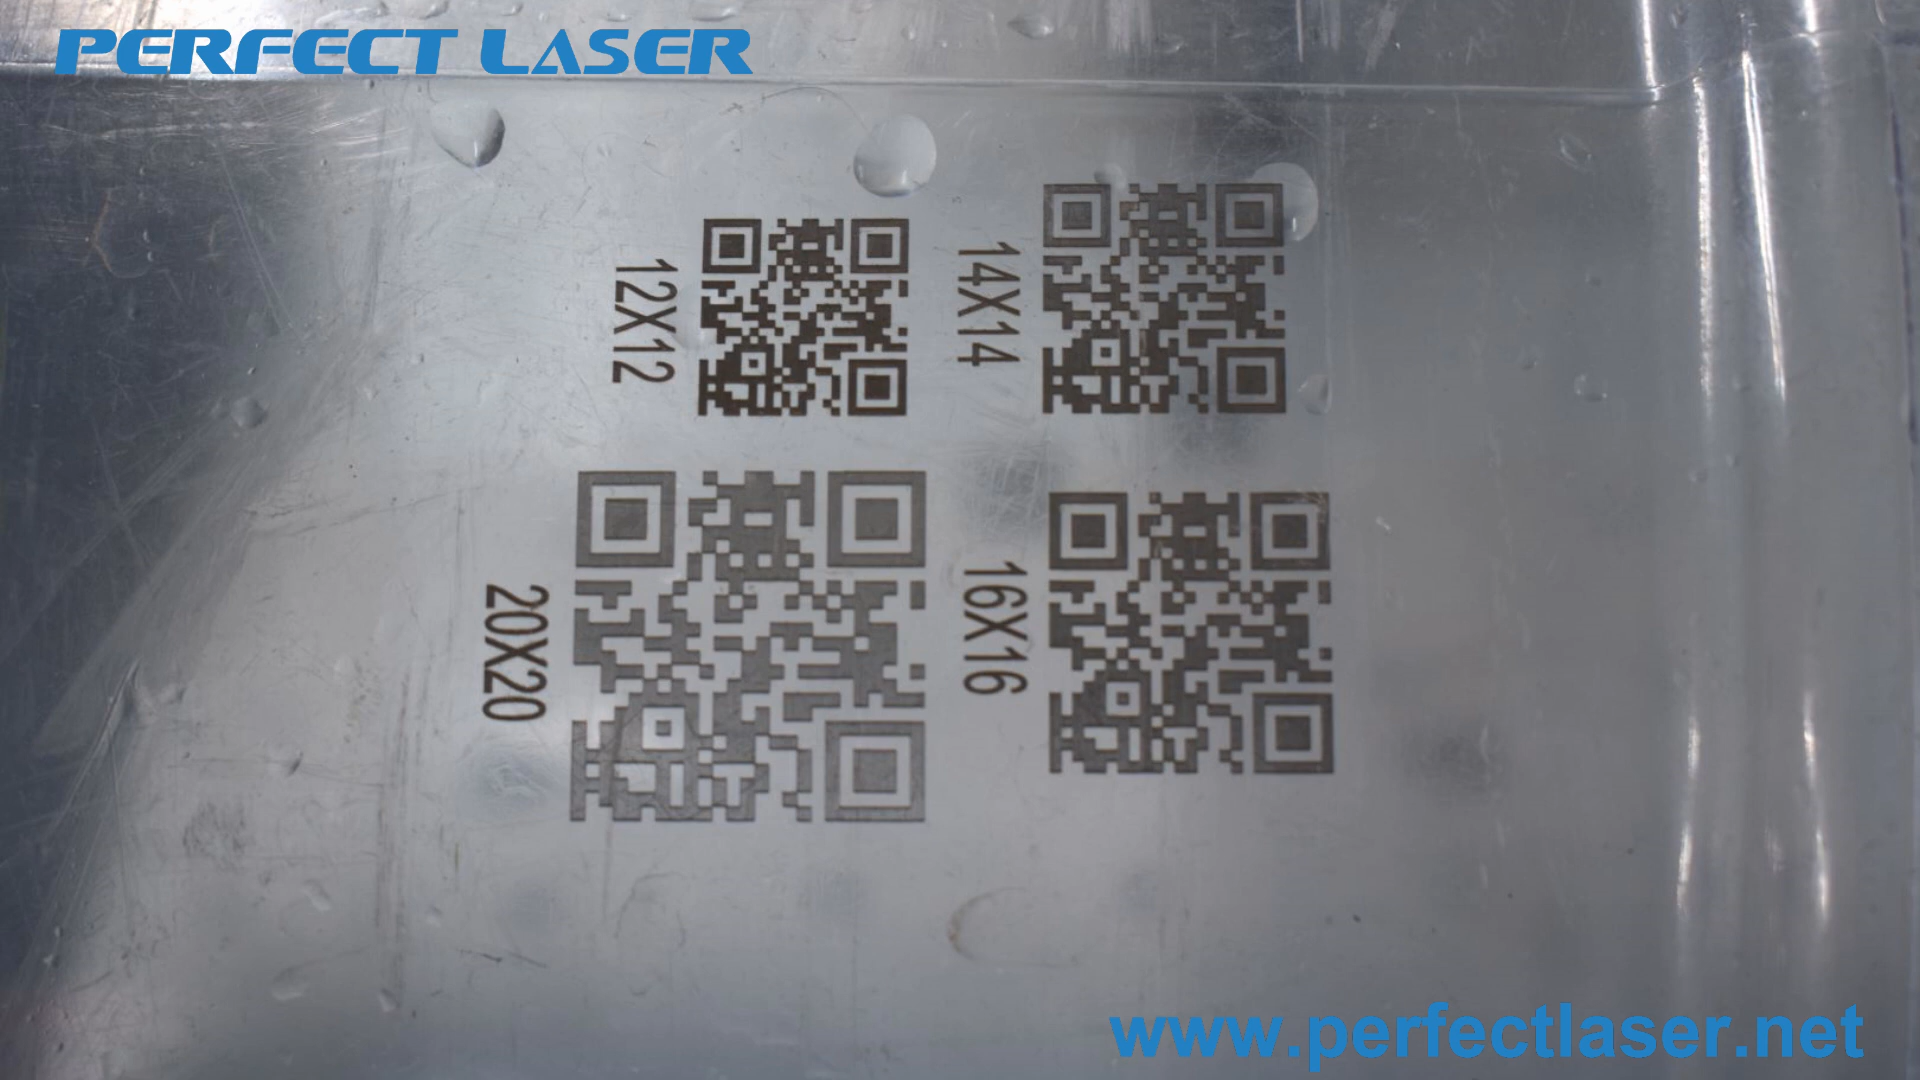 PERFECT LASER
12X12
14X14
20X20
16X16
www.perfectlaser.net